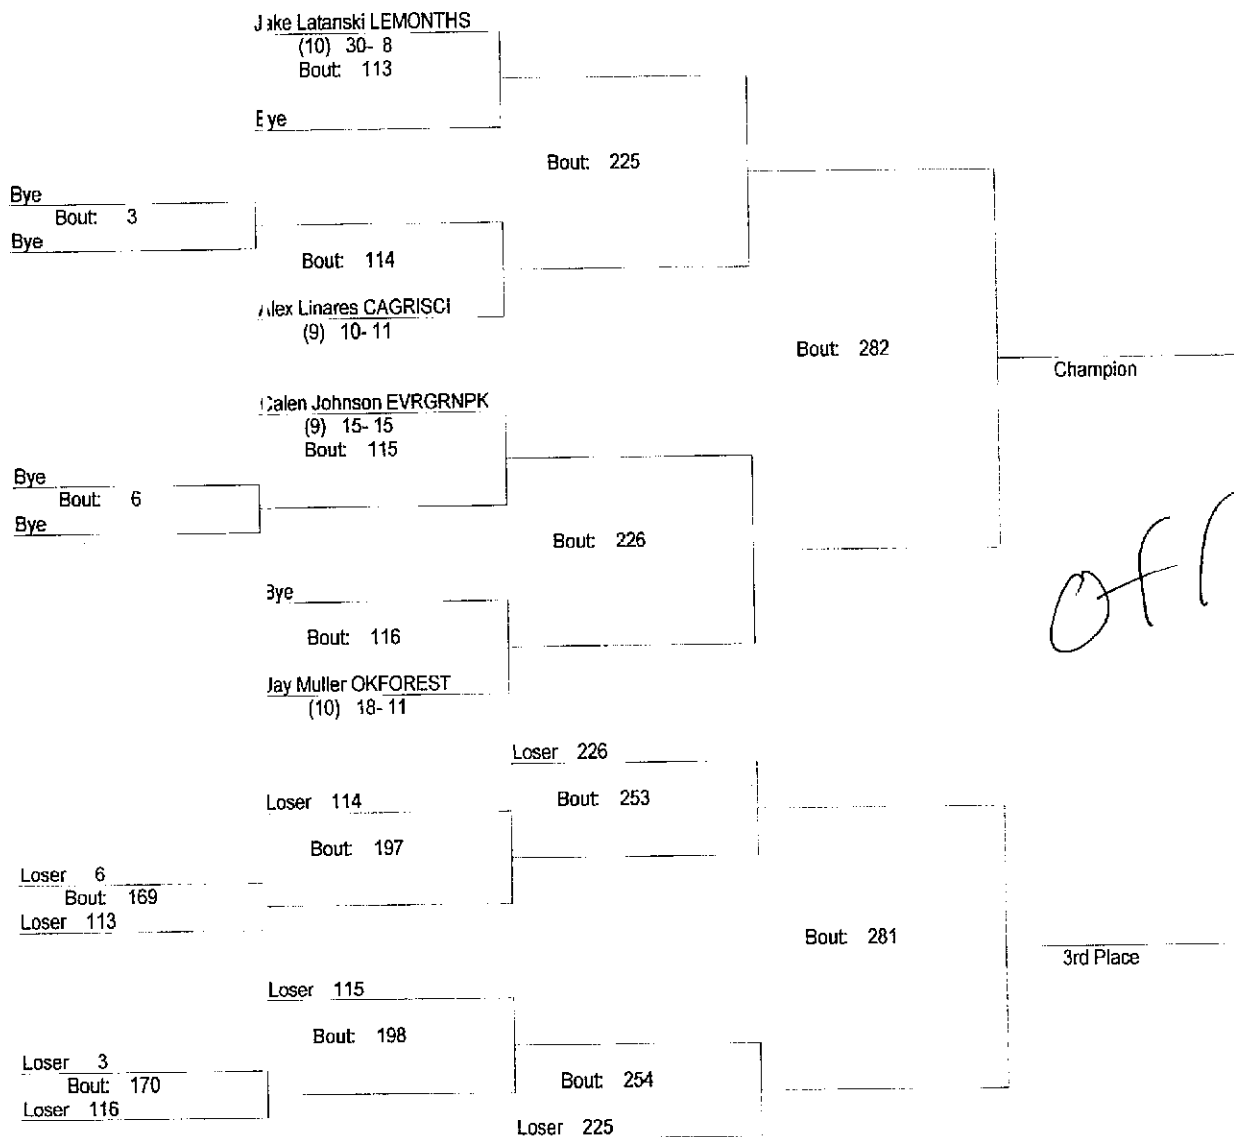 Jake Latanski LEMONTHS
(10) 30- 8
Bout: 113
Bye
Bout: 225
Bye
Bout: 3
Bye
Bout: 114
Alex Linares CAGRISCI
(9) 10- 11
Bout: 282
Champion
Calen Johnson EVRGRNPK
(9) 15- 15
Bout: 115
Bye
Bout: 6
Bye
Bout: 226
Bye
Bout: 116
Jay Muller OKFOREST
(10) 18- 11
Loser 226
Bout: 253
Loser 114
Bout: 197
Loser 6
Bout: 169
Loser 113
Bout: 281
3rd Place
Loser 115
Bout: 198
Loser 3
Bout: 170
Loser 116
Bout: 254
Loser 225